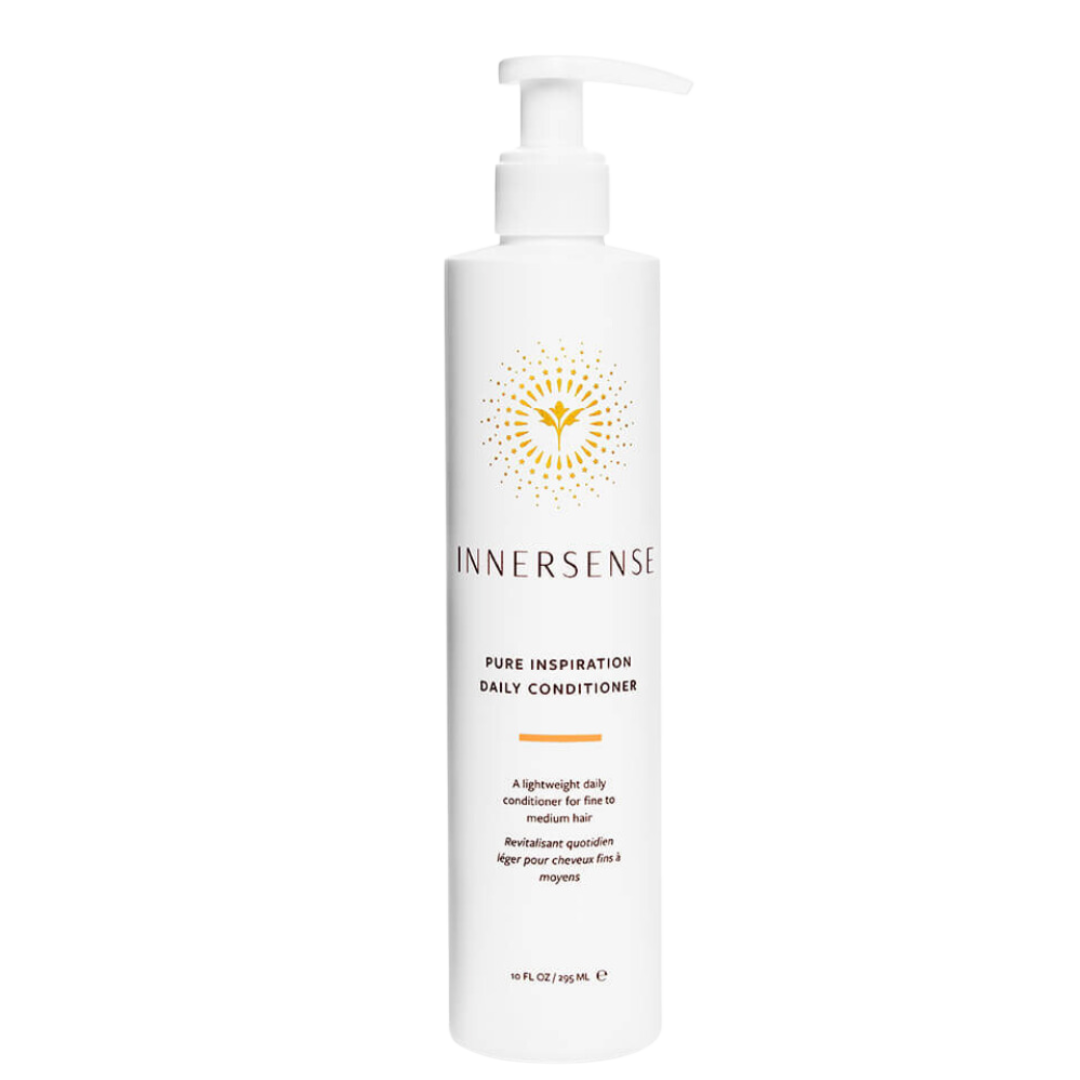 INNERSENSE
PURE INSPIRATION
DAILY CONDITIONER
A lightweight daily
conditioner for fine to
medium hair
Revitalisant quotidien
léger pour cheveux fins à
moyens
10 FL OZ / 295 ML ℮